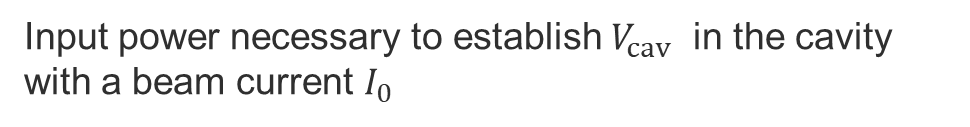 Input power necessary to establish V_cav in the cavity
with a beam current I_0